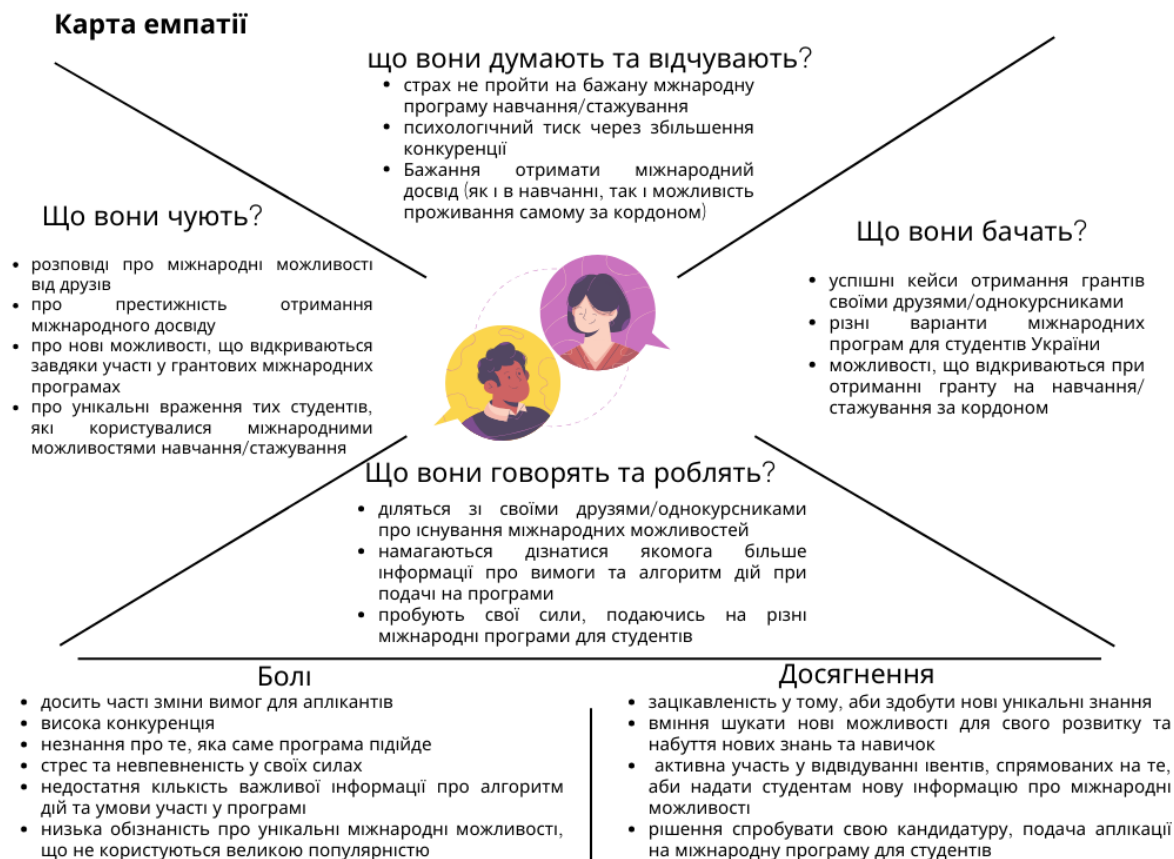 Карта емпатії
що вони думають та відчувають?
• страх не пройти на бажану мжнародну
програму навчання/стажування
• психологічний тиск через збільшення
конкуренції
• Бажання отримати міжнародний
досвід (як і в навчанні, так і можливість
проживання самому за кордоном)
Що вони чують?
• розповіді про міжнародні можливості
від друзів
• про престижність отримання
міжнародного досвіду
• про нові можливості, що відкриваються
завдяки участі у грантових міжнародних
програмах
• про унікальні враження тих студентів,
які користувалися міжнародними
можливостями навчання/стажування
Що вони бачать?
• успішні кейси отримання грантів
своїми друзями/однокурсниками
• різні варіанти міжнародних
програм для студентів України
• можливості, що відкриваються при
отриманні гранту на навчання/
стажування за кордоном
Що вони говорять та роблять?
• діляться зі своїми друзями/однокурсниками
про існування міжнародних можливостей
• намагаються дізнатися якомога більше
інформації про вимоги та алгоритм дій при
подачі на програми
• пробують свої сили, подаючись на різні
міжнародні програми для студентів
Болі
• досить часті зміни вимог для аплікантів
• висока конкуренція
• незнання про те, яка саме програма підійде
• стрес та невпевненість у своїх силах
• недостатня кількість важливої інформації про алгоритм
дій та умови участі у програмі
• низька обізнаність про унікальні міжнародні можливості,
що не користуються великою популярністю
Досягнення
• зацікавленість у тому, аби здобути нові унікальні знання
• вміння шукати нові можливості для свого розвитку та
набуття нових знань та навичок
• активна участь у відвідуванні івентів, спрямованих на те,
аби надати студентам нову інформацію про міжнародні
можливості
• рішення спробувати свою кандидатуру, подача аплікації
на міжнародну програму для студентів